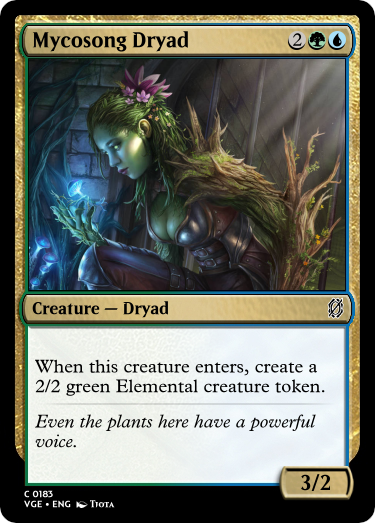 Mycosong Dryad 2
Creature — Dryad
When this creature enters, create a
2/2 green Elemental creature token.
Even the plants here have a powerful
voice.
3/2
C 0183
VGE • ENG Tiota